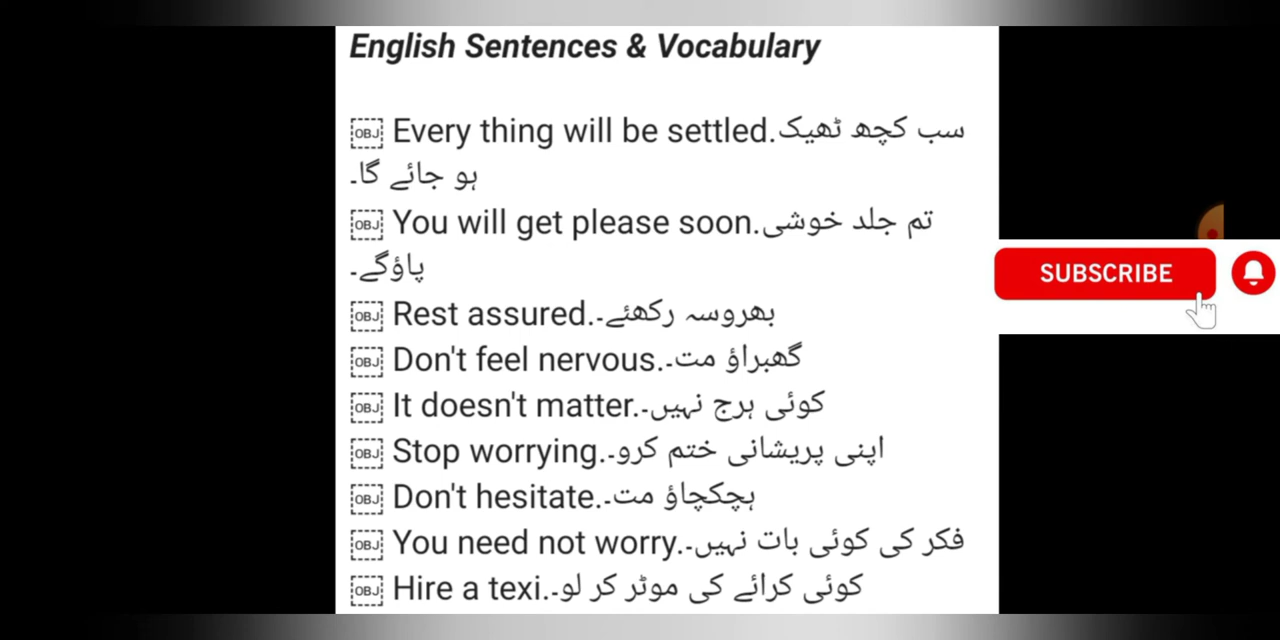 English Sentences & Vocabulary
OBJ Every thing will be settled.سب کچھ ٹھیک
ہو جائے گا۔
OBJ You will get please soon.تم جلد خوشی
پاؤگے۔
OBJ Rest assured.بھروسہ رکھئے۔
OBJ Don't feel nervous.گھبراؤ مت۔
OBJ It doesn't matter.کوئی ہرج نہیں۔
OBJ Stop worrying.اپنی پریشانی ختم کرو۔
OBJ Don't hesitate.ہچکچاؤ مت۔
OBJ You need not worry.فکر کی کوئی بات نہیں۔
OBJ Hire a texi.کوئی کرائے کی موٹر کر لو۔
SUBSCRIBE